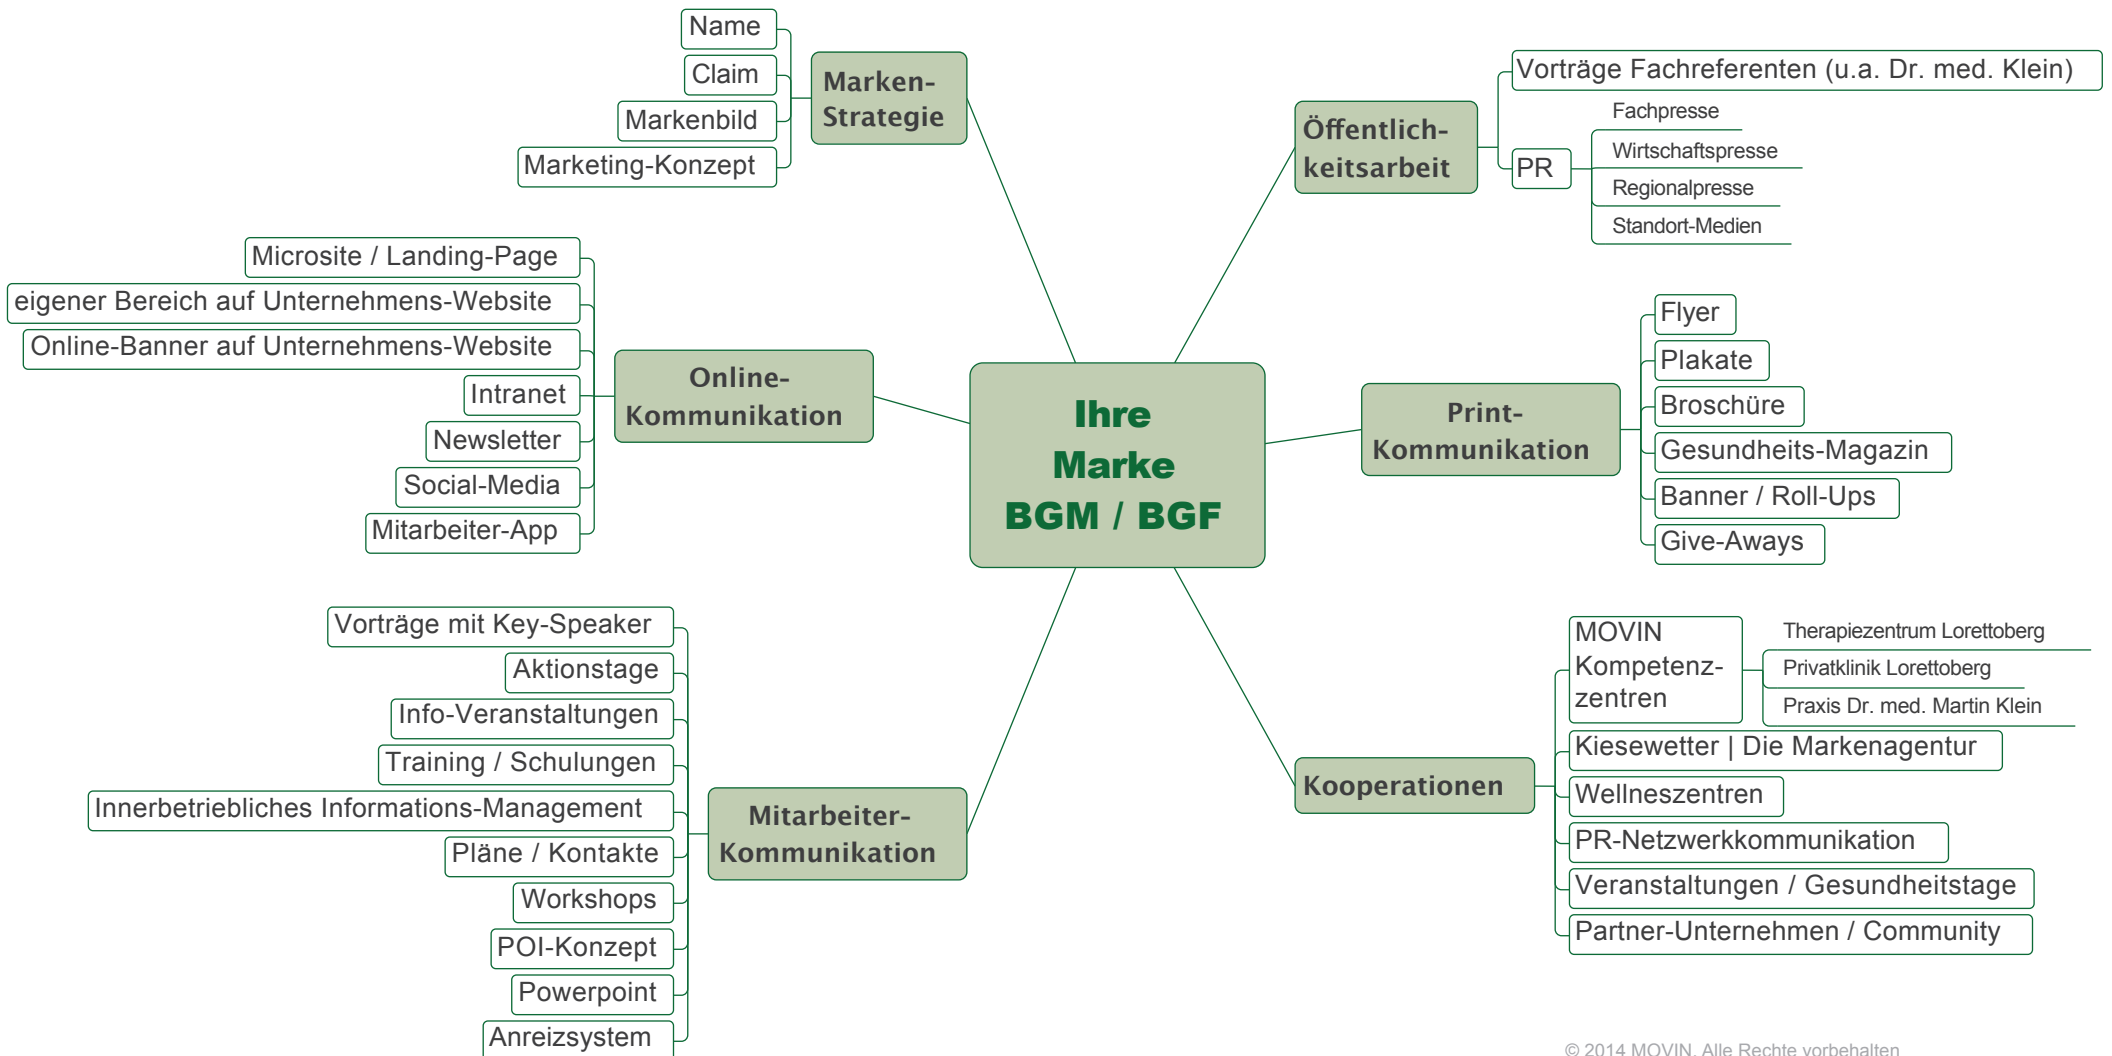 Name
Claim
Markenbild
Marketing-Konzept
Marken-
Strategie
Microsite / Landing-Page
eigener Bereich auf Unternehmens-Website
Online-Banner auf Unternehmens-Website
Intranet
Newsletter
Social-Media
Mitarbeiter-App
Online-
Kommunikation
Vorträge mit Key-Speaker
Aktionstage
Info-Veranstaltungen
Training / Schulungen
Innerbetriebliches Informations-Management
Pläne / Kontakte
Workshops
POI-Konzept
Powerpoint
Anreizsystem
Mitarbeiter-
Kommunikation
Ihre
Marke
BGM / BGF
Öffentlich-
keitsarbeit
Vorträge Fachreferenten (u.a. Dr. med. Klein)
PR
Fachpresse
Wirtschaftspresse
Regionalpresse
Standort-Medien
Print-
Kommunikation
Flyer
Plakate
Broschüre
Gesundheits-Magazin
Banner / Roll-Ups
Give-Aways
Kooperationen
MOVIN
Kompetenz-
zentren
Therapiezentrum Lorettoberg
Privatklinik Lorettoberg
Praxis Dr. med. Martin Klein
Kiesewetter | Die Markenagentur
Wellneszentren
PR-Netzwerkkommunikation
Veranstaltungen / Gesundheitstage
Partner-Unternehmen / Community
© 2014 MOVIN. Alle Rechte vorbehalten